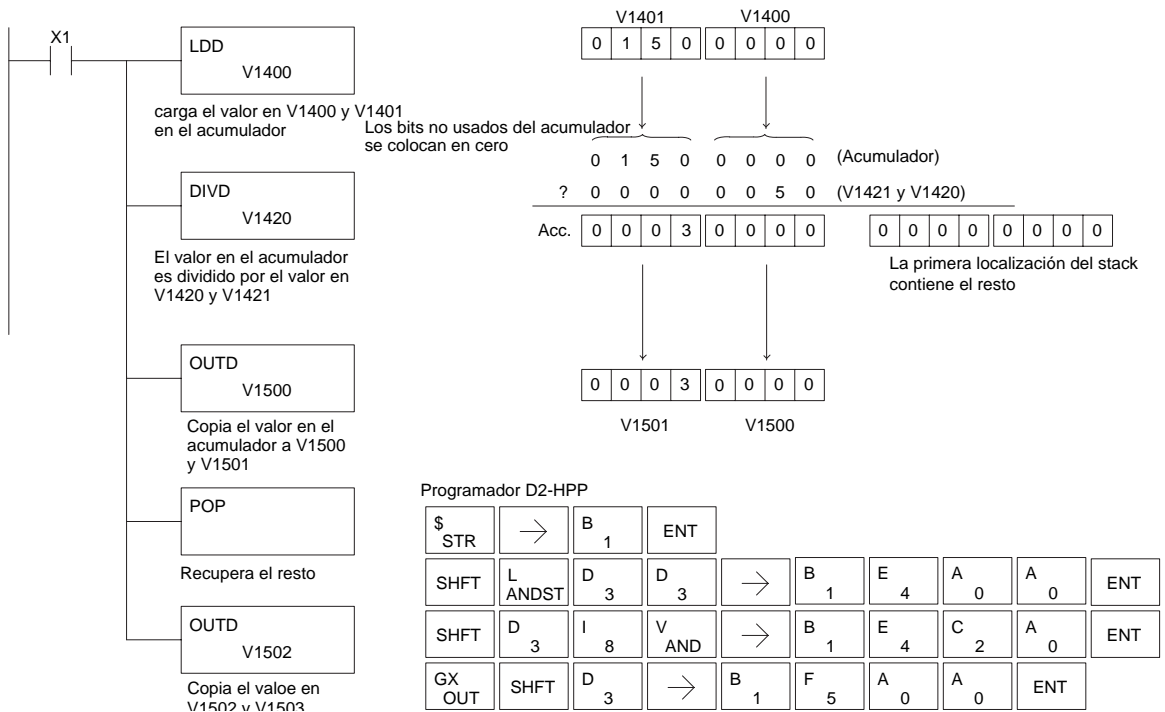 X1
LDD
V1400
carga el valor en V1400 y V1401
en el acumulador
DIVD
V1420
El valor en el acumulador
es dividido por el valor en
V1420 y V1421
OUTD
V1500
Copia el valor en el
acumulador a V1500
y V1501
POP
Recupera el resto
OUTD
V1502
Copia el valoe en
V1502 y V1503
V1401 V1400
0 1 5 0 0 0 0 0
Los bits no usados del acumulador
se colocan en cero
0 1 5 0 0 0 0 0 (Acumulador)
? 0 0 0 0 0 0 5 0 (V1421 y V1420)
Acc. 0 0 0 3 0 0 0 0 0 0 0 0 0 0 0 0
La primera localización del stack
contiene el resto
0 0 0 3 0 0 0 0
V1501 V1500
Programador D2-HPP
$ STR → B 1 ENT
SHFT L ANDST D 3 D 3 → B 1 E 4 A 0 A 0 ENT
SHFT D 3 I 8 V AND → B 1 E 4 C 2 A 0 ENT
GX OUT SHFT D 3 → B 1 F 5 A 0 A 0 ENT